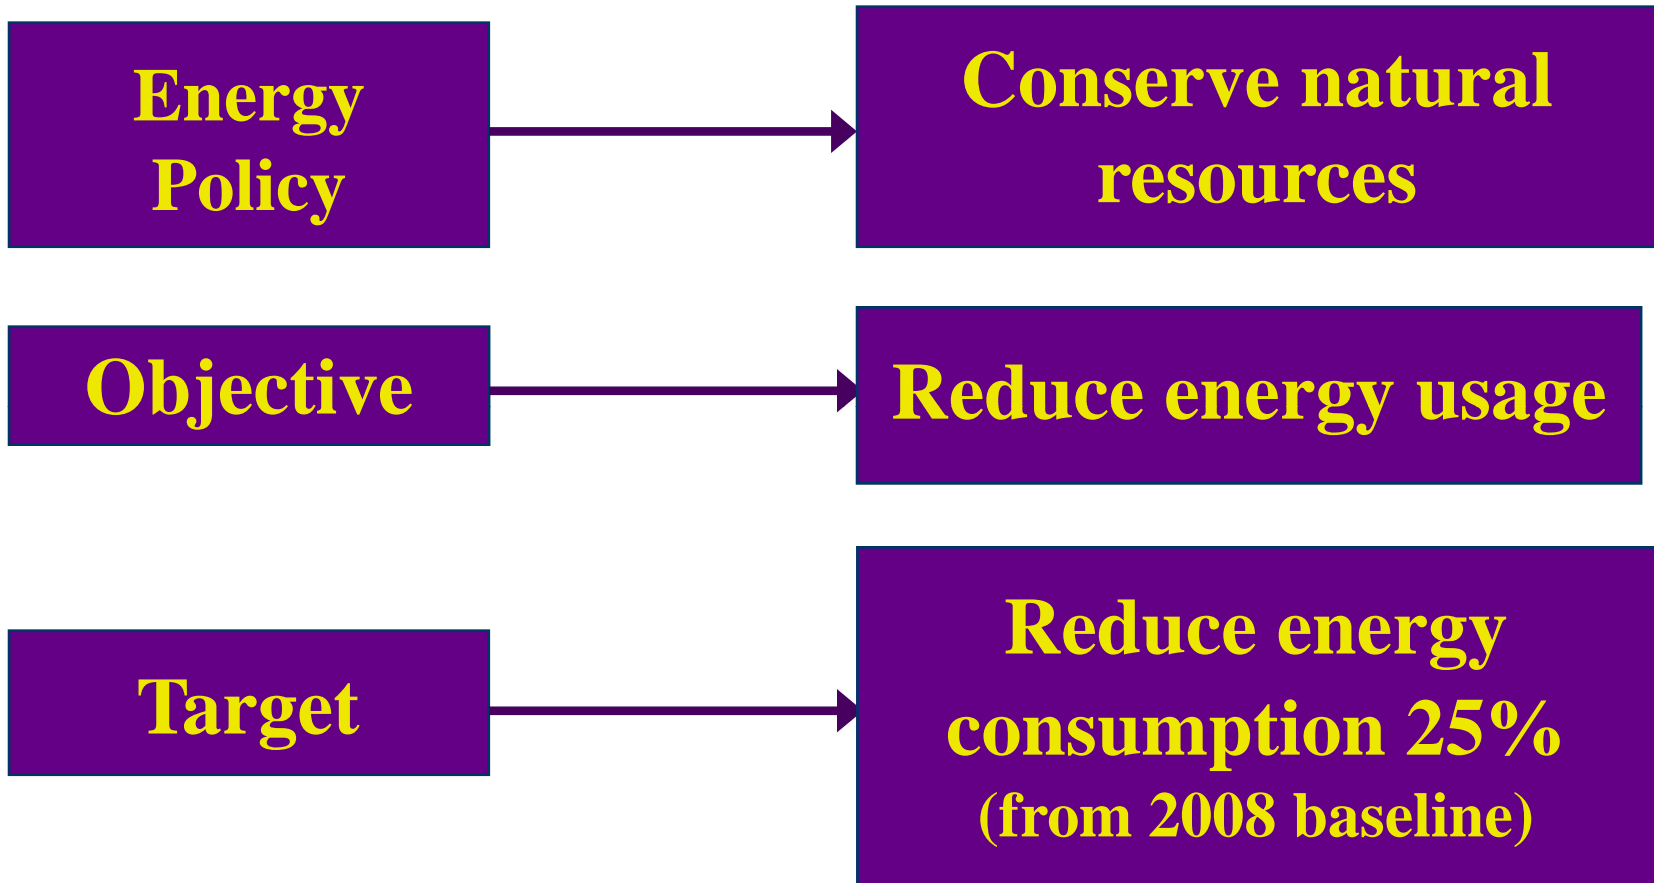 Energy
Policy
Conserve natural
resources
Objective
Reduce energy usage
Target
Reduce energy
consumption 25%
(from 2008 baseline)